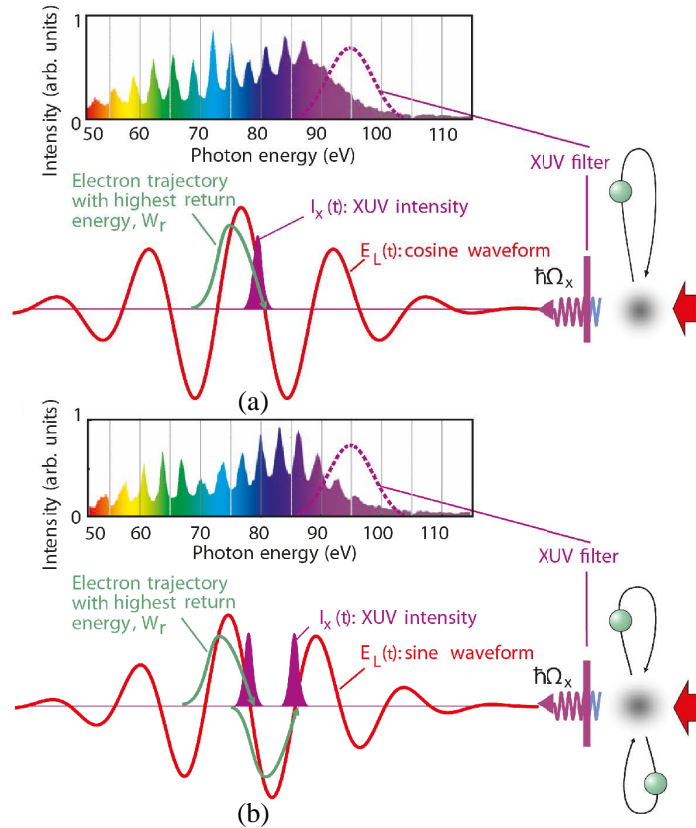 Intensity (arb. units)
1
0
50 60 70 80 90 100 110
Photon energy (eV)
XUV filter
Electron trajectory
with highest return
energy, Wr
Ix(t): XUV intensity
EL(t): cosine waveform
ħΩx
(a)
Intensity (arb. units)
1
0
50 60 70 80 90 100 110
Photon energy (eV)
XUV filter
Electron trajectory
with highest return
energy, Wr
Ix(t): XUV intensity
EL(t): sine waveform
ħΩx
(b)